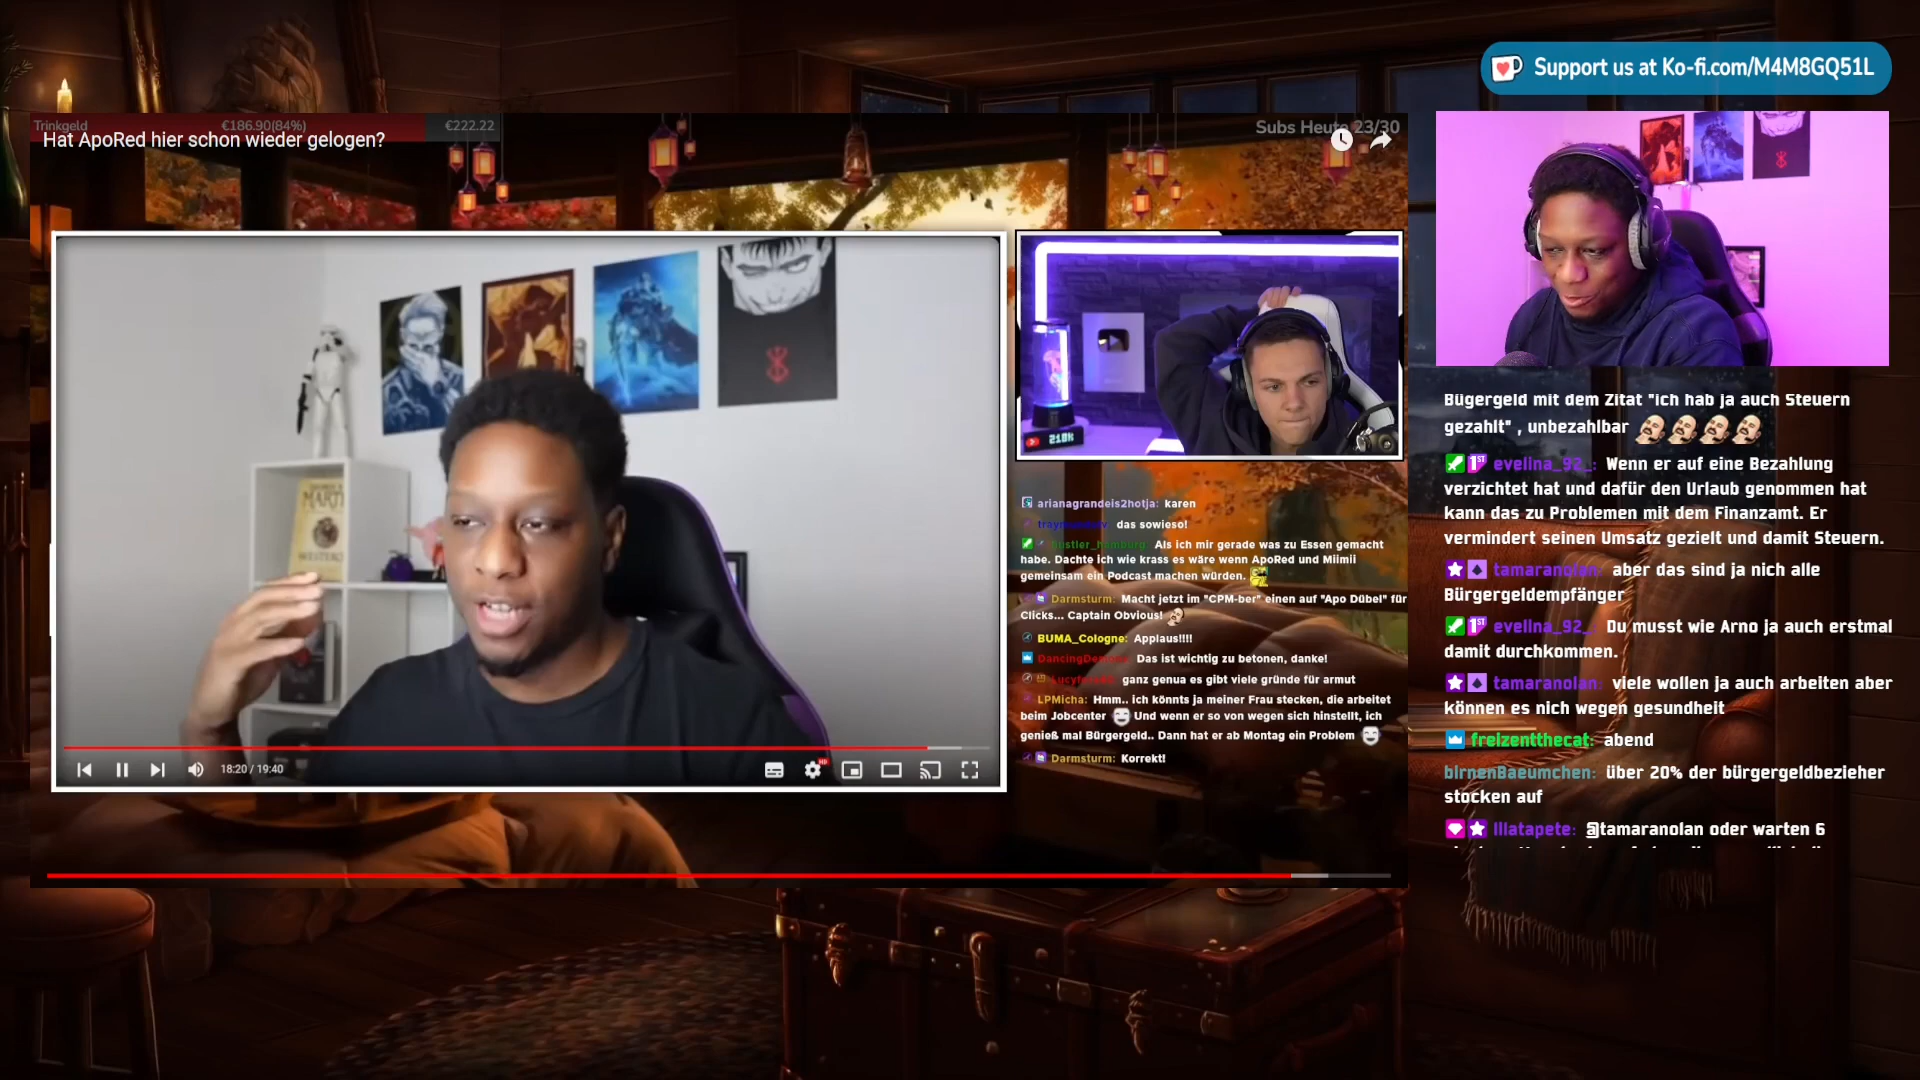 Support us at Ko-fi.com/M4M8GQ51L
Trinkgeld €186.90(84%) €222.22
Hat ApoRed hier schon wieder gelogen?
Subs Heute 23/30
MARTI
218K
18:20 / 19:40
HD
arianagrandeis2hotja: karen
das sowieso!
Als ich mir gerade was zu Essen gemacht
habe. Dachte ich wie krass es wäre wenn ApoRed und Miimii
gemeinsam ein Podcast machen würden.
Darmsturm: Macht jetzt im "CPM-ber" einen auf "Apo Dübel" für
Clicks... Captain Obvious!
BUMA_Cologne: Applaus!!!!
Das ist wichtig zu betonen, danke!
ganz genua es gibt viele gründe für armut
LPMicha: Hmm.. ich könnts ja meiner Frau stecken, die arbeitet
beim Jobcenter Und wenn er so von wegen sich hinstellt, ich
genieß mal Bürgergeld.. Dann hat er ab Montag ein Problem
Darmsturm: Korrekt!
Bügergeld mit dem Zitat "ich hab ja auch Steuern
gezahlt" , unbezahlbar
evelina_92_: Wenn er auf eine Bezahlung
verzichtet hat und dafür den Urlaub genommen hat
kann das zu Problemen mit dem Finanzamt. Er
vermindert seinen Umsatz gezielt und damit Steuern.
tamaranolan: aber das sind ja nich alle
Bürgergeldempfänger
evelina_92_: Du musst wie Arno ja auch erstmal
damit durchkommen.
tamaranolan: viele wollen ja auch arbeiten aber
können es nich wegen gesundheit
freizentthecat: abend
birnenBaeumchen: über 20% der bürgergeldbezieher
stocken auf
lilatapete: @tamaranolan oder warten 6